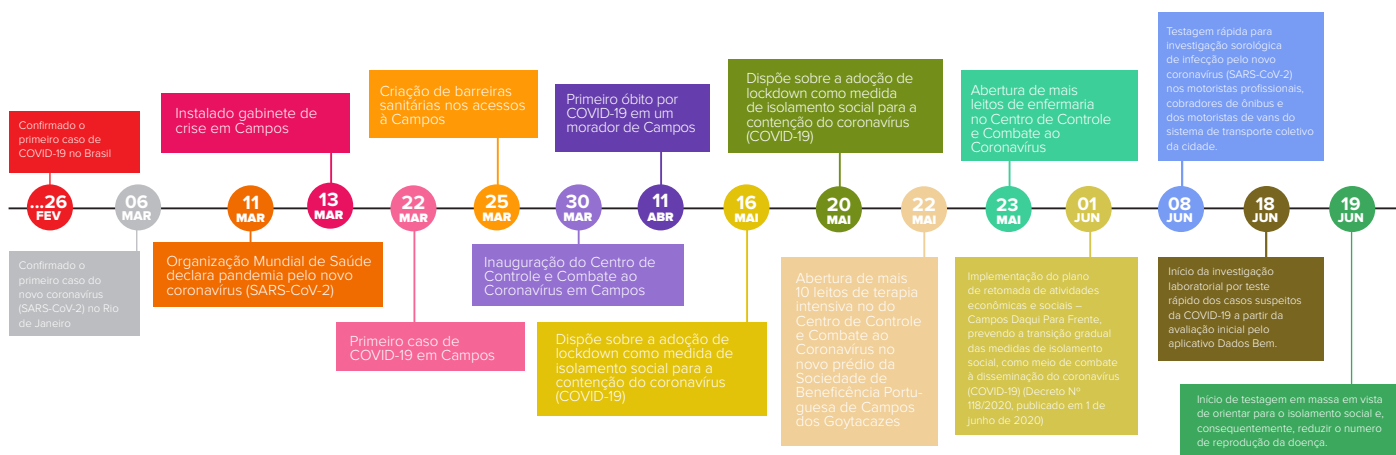 ...26
FEV
Confirmado o
primeiro caso de
COVID-19 no Brasil
06
MAR
Confirmado o
primeiro caso do
novo coronavírus
(SARS-CoV-2) no Rio
de Janeiro
11
MAR
Organização Mundial de Saúde
declara pandemia pelo novo
coronavírus (SARS-CoV-2)
13
MAR
Instalado gabinete de
crise em Campos
22
MAR
Primeiro caso de
COVID-19 em Campos
25
MAR
Criação de barreiras
sanitárias nos acessos
à Campos
30
MAR
Inauguração do Centro de
Controle e Combate ao
Coronavírus em Campos
11
ABR
Primeiro óbito por
COVID-19 em um
morador de Campos
16
MAI
Dispõe sobre a adoção de
lockdown como medida de
isolamento social para a
contenção do coronavírus
(COVID-19)
20
MAI
Dispõe sobre a adoção de
lockdown como medida
de isolamento social para a
contenção do coronavírus
(COVID-19)
22
MAI
Abertura de mais
10 leitos de terapia
intensiva no do
Centro de Controle
e Combate ao
Coronavírus no
novo prédio da
Sociedade de
Beneficência Portu-
guesa de Campos
dos Goytacazes
23
MAI
Abertura de mais
leitos de enfermaria
no Centro de Controle
e Combate ao
Coronavírus
01
JUN
Implementação do plano
de retomada de atividades
econômicas e sociais –
Campos Daqui Para Frente,
prevendo a transição gradual
das medidas de isolamento
social, como meio de combate
à disseminação do coronavírus
(COVID-19) (Decreto Nº
118/2020, publicado em 1 de
junho de 2020)
08
JUN
Testagem rápida para
investigação sorológica
de infecção pelo novo
coronavírus (SARS-CoV-2)
nos motoristas profissionais,
cobradores de ônibus e
dos motoristas de vans do
sistema de transporte coletivo
da cidade.
18
JUN
Início da investigação
laboratorial por teste
rápido dos casos suspeitos
da COVID-19 a partir da
avaliação inicial pelo
aplicativo Dados Bem.
19
JUN
Início de testagem em massa em vista
de orientar para o isolamento social e,
consequentemente, reduzir o numero
de reprodução da doença.